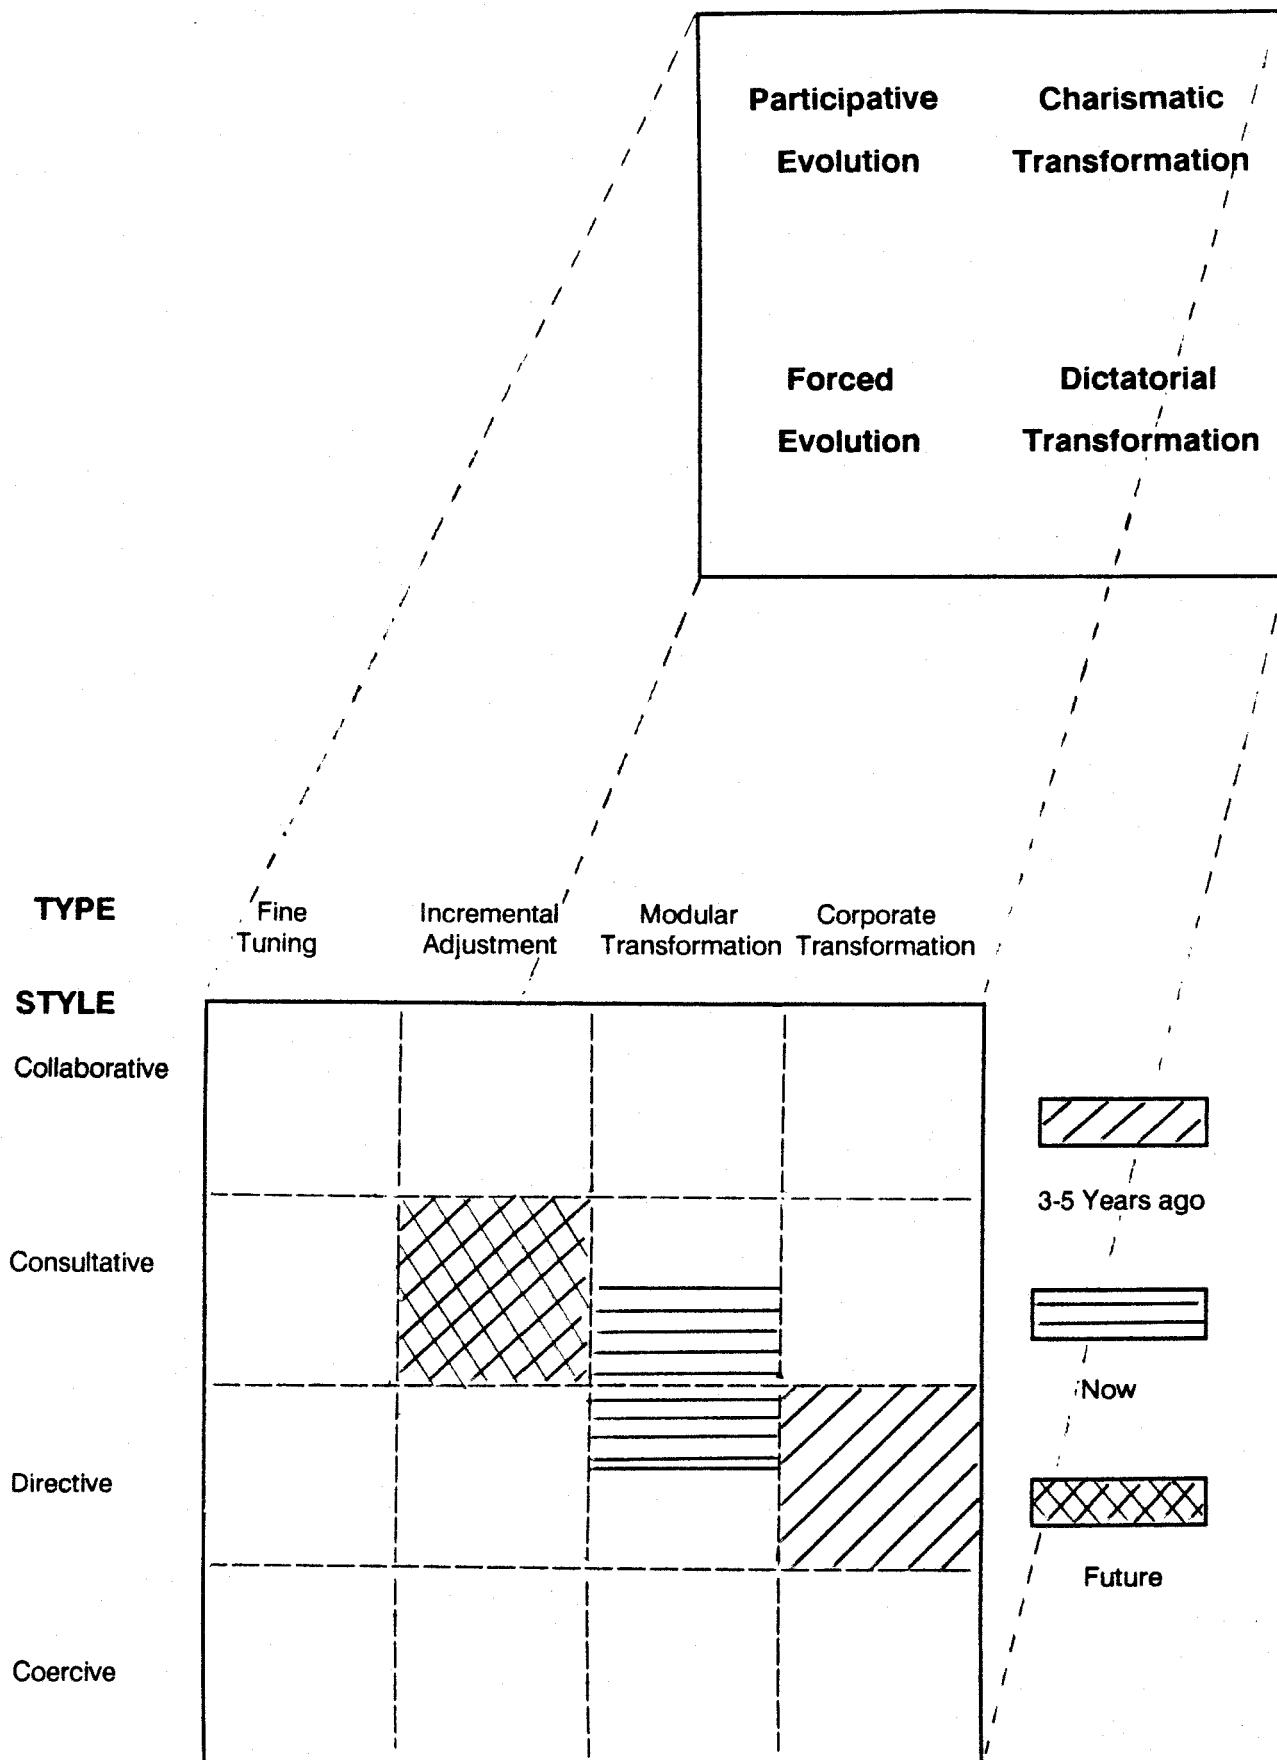 Participative Charismatic
Evolution Transformation
Forced Dictatorial
Evolution Transformation
TYPE
Fine Incremental Modular Corporate
Tuning Adjustment Transformation Transformation
STYLE
Collaborative
3-5 Years ago
Consultative
Now
Directive
Future
Coercive